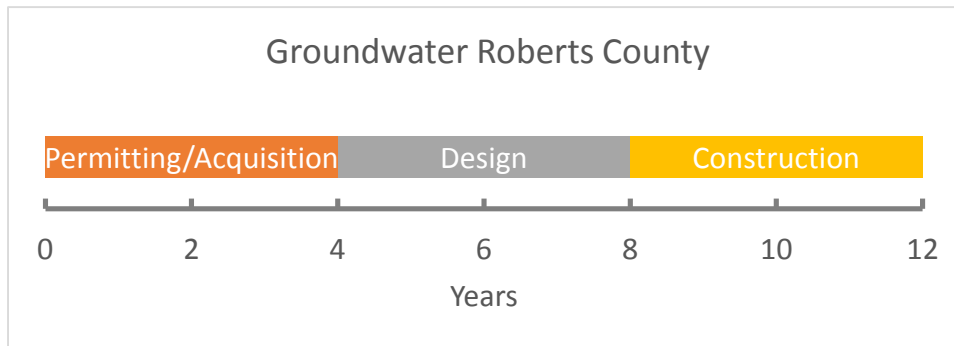 Groundwater Roberts County
Permitting/Acquisition Design Construction
0 2 4 6 8 10 12
Years